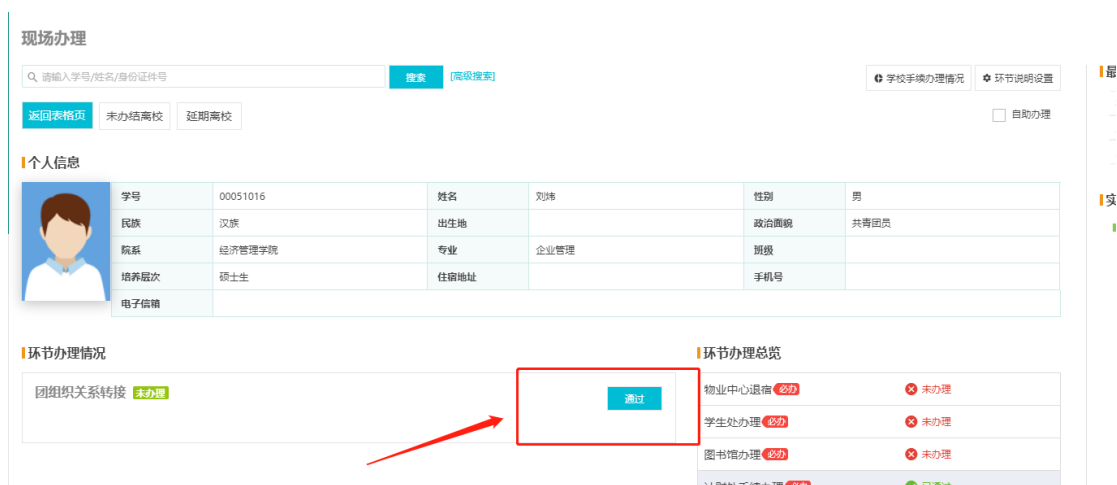 现场办理
请输入学号/姓名/身份证件号 搜索 [高级搜索] 学校手续办理情况 环节说明设置
返回表格页 未办结离校 延期离校 自助办理
个人信息
学号 00051016 姓名 刘炜 性别 男
民族 汉族 出生地 政治面貌 共青团员
院系 经济管理学院 专业 企业管理 班级
培养层次 硕士生 住宿地址 手机号
电子信箱
环节办理情况 环节办理总览
团组织关系转接 未办理 通过
物业中心退宿 必办 未办理
学生处办理 必办 未办理
图书馆办理 必办 未办理